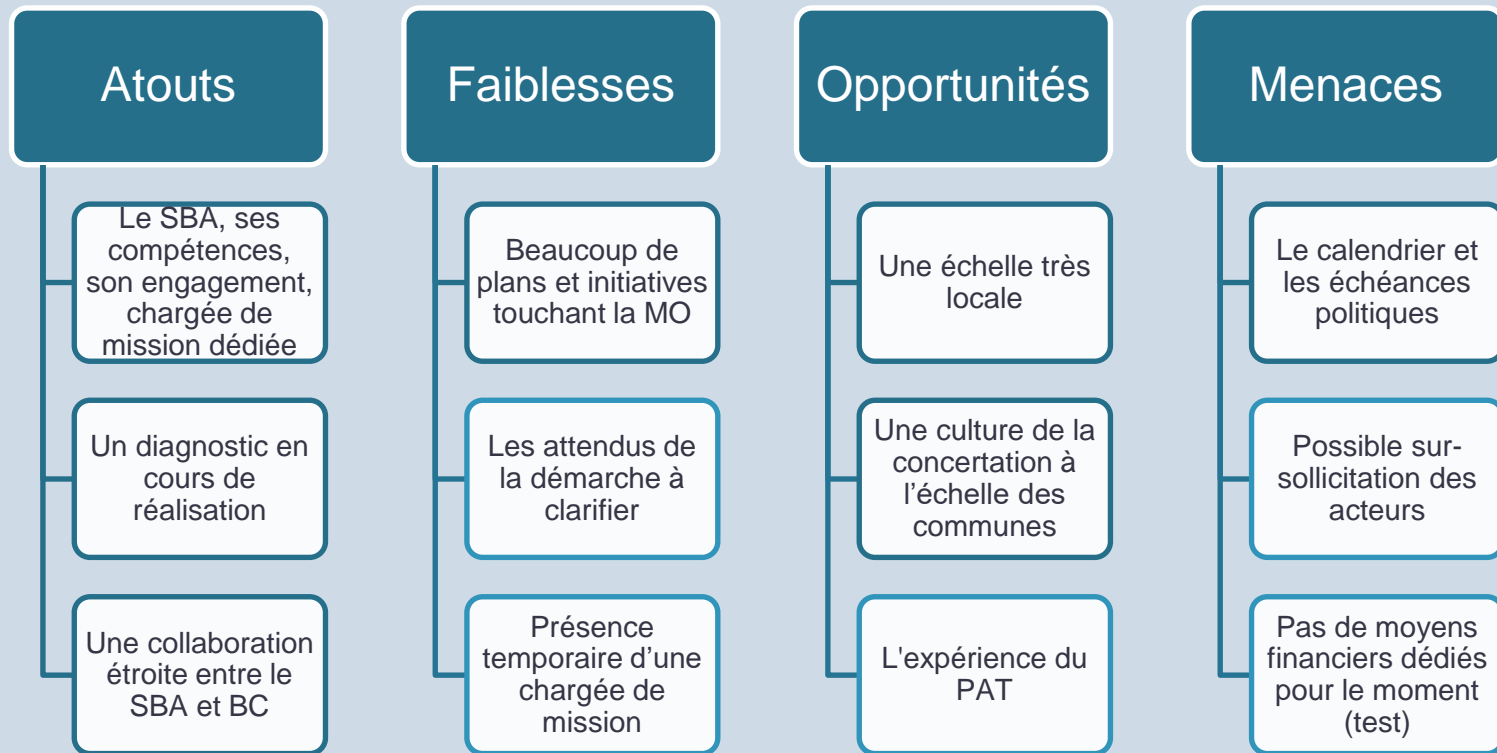 Atouts
Le SBA, ses
compétences,
son engagement,
chargée de
mission dédiée
Un diagnostic en
cours de
réalisation
Une collaboration
étroite entre le
SBA et BC
Faiblesses
Beaucoup de
plans et initiatives
touchant la MO
Les attendus de
la démarche à
clarifier
Présence
temporaire d’une
chargée de
mission
Opportunités
Une échelle très
locale
Une culture de la
concertation à
l’échelle des
communes
L'expérience du
PAT
Menaces
Le calendrier et
les échéances
politiques
Possible sur-
sollicitation des
acteurs
Pas de moyens
financiers dédiés
pour le moment
(test)